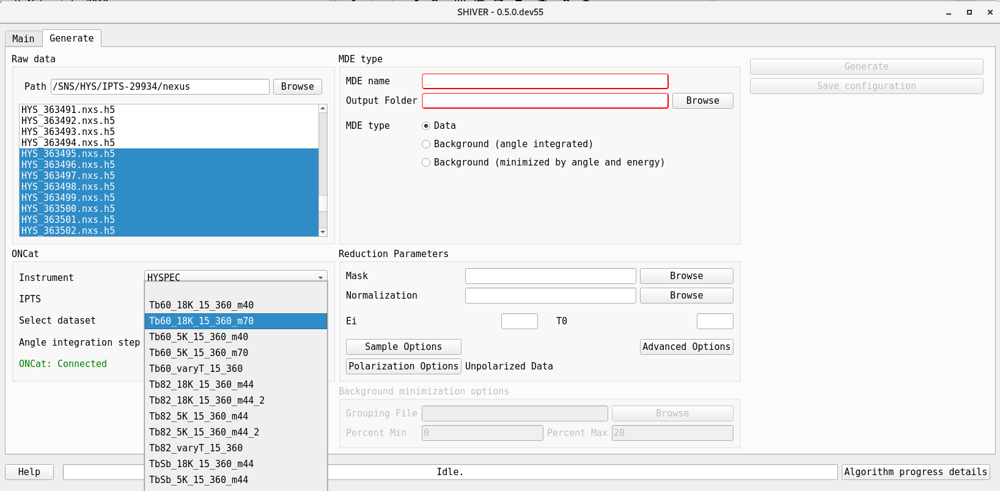 SHIVER - 0.5.0.dev55
Main
Generate
Raw data
Path /SNS/HYS/IPTS-29934/nexus Browse
HYS_363491.nxs.h5
HYS_363492.nxs.h5
HYS_363493.nxs.h5
HYS_363494.nxs.h5
HYS_363495.nxs.h5
HYS_363496.nxs.h5
HYS_363497.nxs.h5
HYS_363498.nxs.h5
HYS_363499.nxs.h5
HYS_363500.nxs.h5
HYS_363501.nxs.h5
HYS_363502.nxs.h5
ONCat
Instrument HYSPEC
IPTS
Select dataset
Angle integration step
ONCat: Connected
Tb60_18K_15_360_m40
Tb60_18K_15_360_m70
Tb60_5K_15_360_m40
Tb60_5K_15_360_m70
Tb60_varyT_15_360
Tb82_18K_15_360_m44
Tb82_18K_15_360_m44_2
Tb82_5K_15_360_m44
Tb82_5K_15_360_m44_2
Tb82_varyT_15_360
TbSb_18K_15_360_m44
TbSb_5K_15_360_m44
MDE type
MDE name
Output Folder Browse
MDE type Data
Background (angle integrated)
Background (minimized by angle and energy)
Reduction Parameters
Mask Browse
Normalization Browse
Ei T0
Sample Options Advanced Options
Polarization Options Unpolarized Data
Background minimization options
Grouping File Browse
Percent Min 0 Percent Max 20
Generate
Save configuration
Help Idle. Algorithm progress details